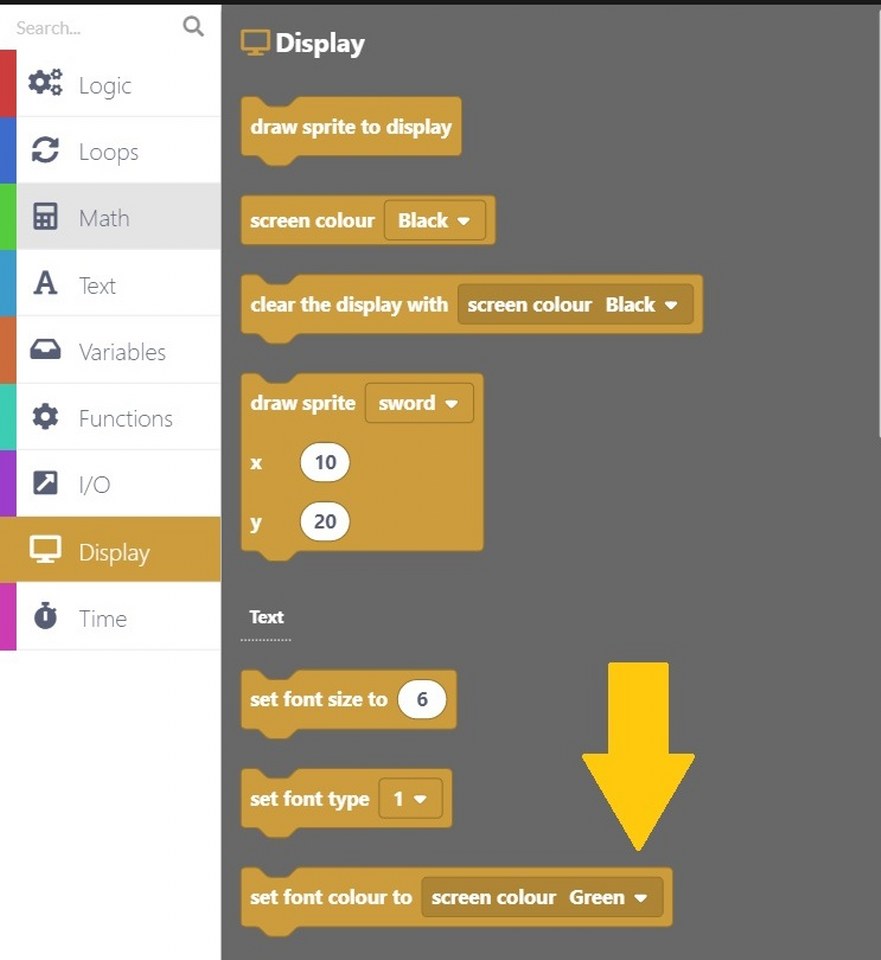 Search...
Logic
Loops
Math
Text
Variables
Functions
I/O
Display
Time
Display
draw sprite to display
screen colour Black
clear the display with screen colour Black
draw sprite sword
x 10
y 20
Text
set font size to 6
set font type 1
set font colour to screen colour Green